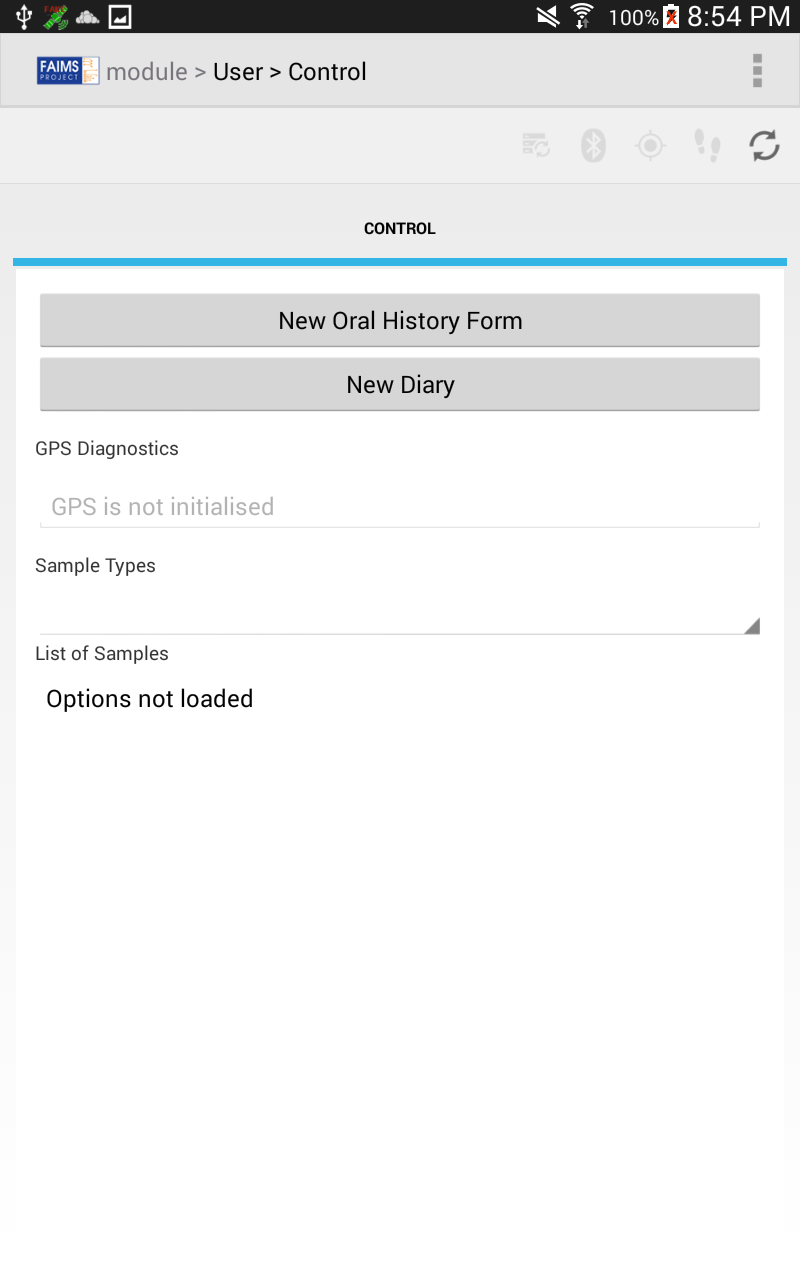 FAIMS
100% 8:54 PM
FAIMS
PROJECT
module > User > Control
CONTROL
New Oral History Form
New Diary
GPS Diagnostics
GPS is not initialised
Sample Types
List of Samples
Options not loaded